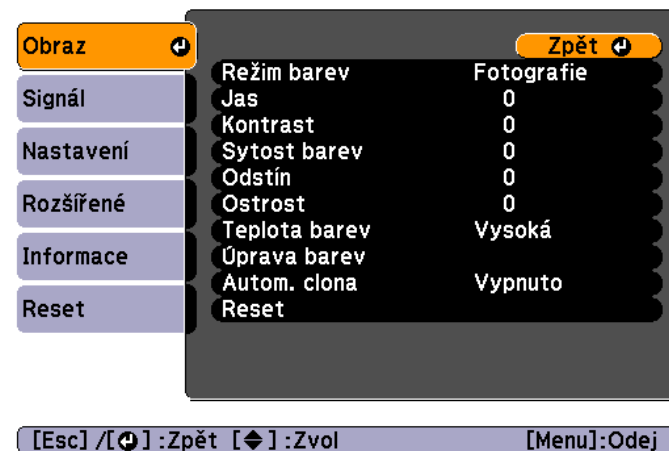 Obraz
Signál
Nastavení
Rozšířené
Informace
Reset
Zpět
Režim barev Fotografie
Jas 0
Kontrast 0
Sytost barev 0
Odstín 0
Ostrost 0
Teplota barev Vysoká
Úprava barev
Autom. clona Vypnuto
Reset
[Esc] /[ ] :Zpět [ ] :Zvol [Menu]:Odej